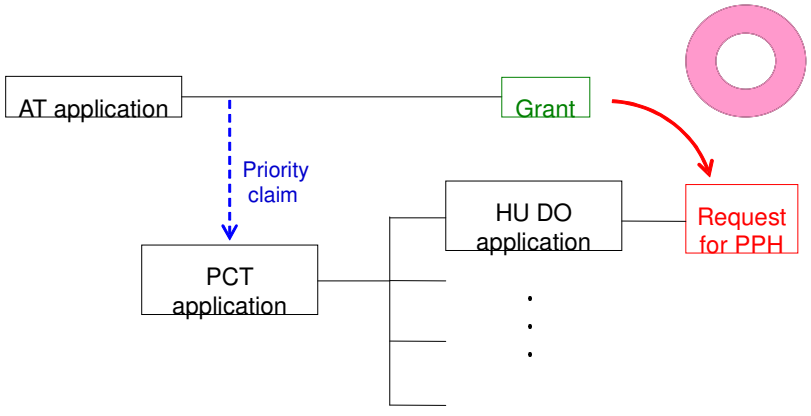 AT application
Grant
Priority
claim
HU DO
application
Request
for PPH
PCT
application